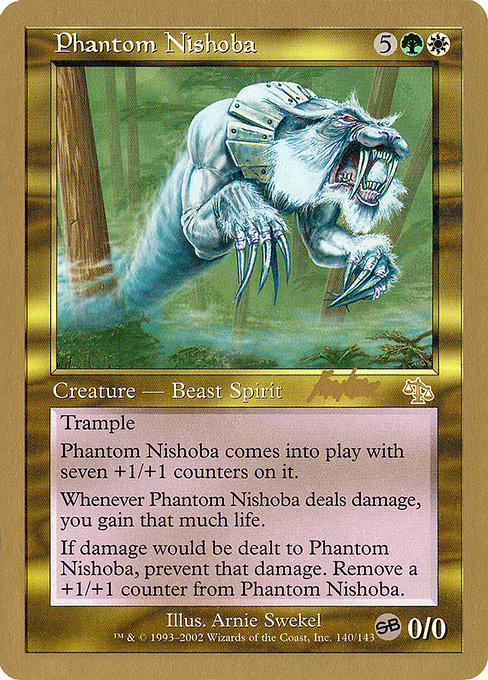 Phantom Nishoba 5
Creature — Beast Spirit
Trample
Phantom Nishoba comes into play with
seven +1/+1 counters on it.
Whenever Phantom Nishoba deals damage,
you gain that much life.
If damage would be dealt to Phantom
Nishoba, prevent that damage. Remove a
+1/+1 counter from Phantom Nishoba.
Illus. Arnie Swekel
™ & © 1993–2002 Wizards of the Coast, Inc. 140/143
SB 0/0